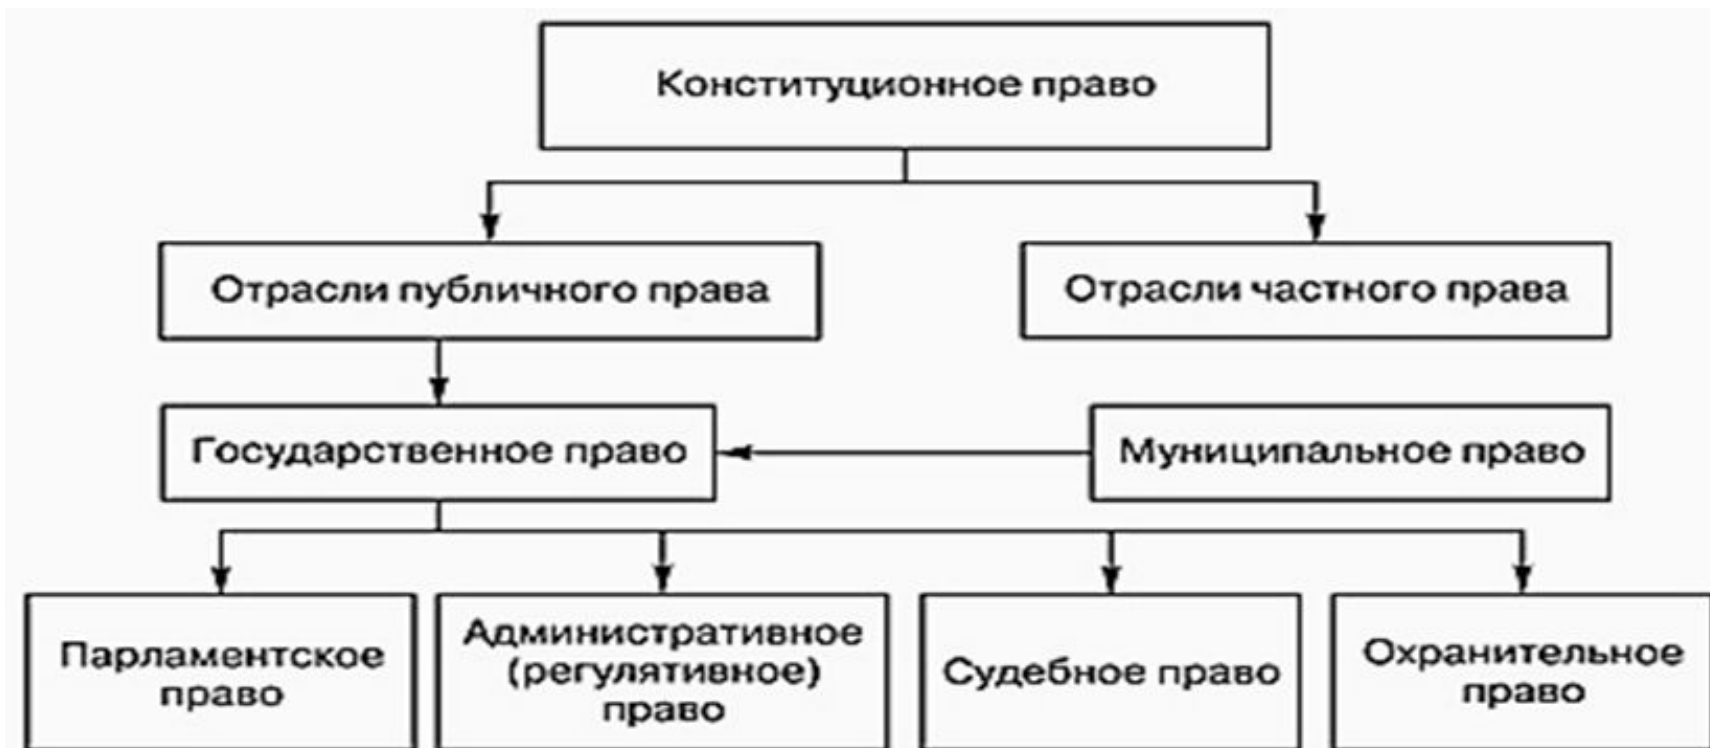 Конституционное право
Отрасли публичного права
Отрасли частного права
Государственное право
Муниципальное право
Парламентское
право
Административное
(регулятивное)
право
Судебное право
Охранительное
право